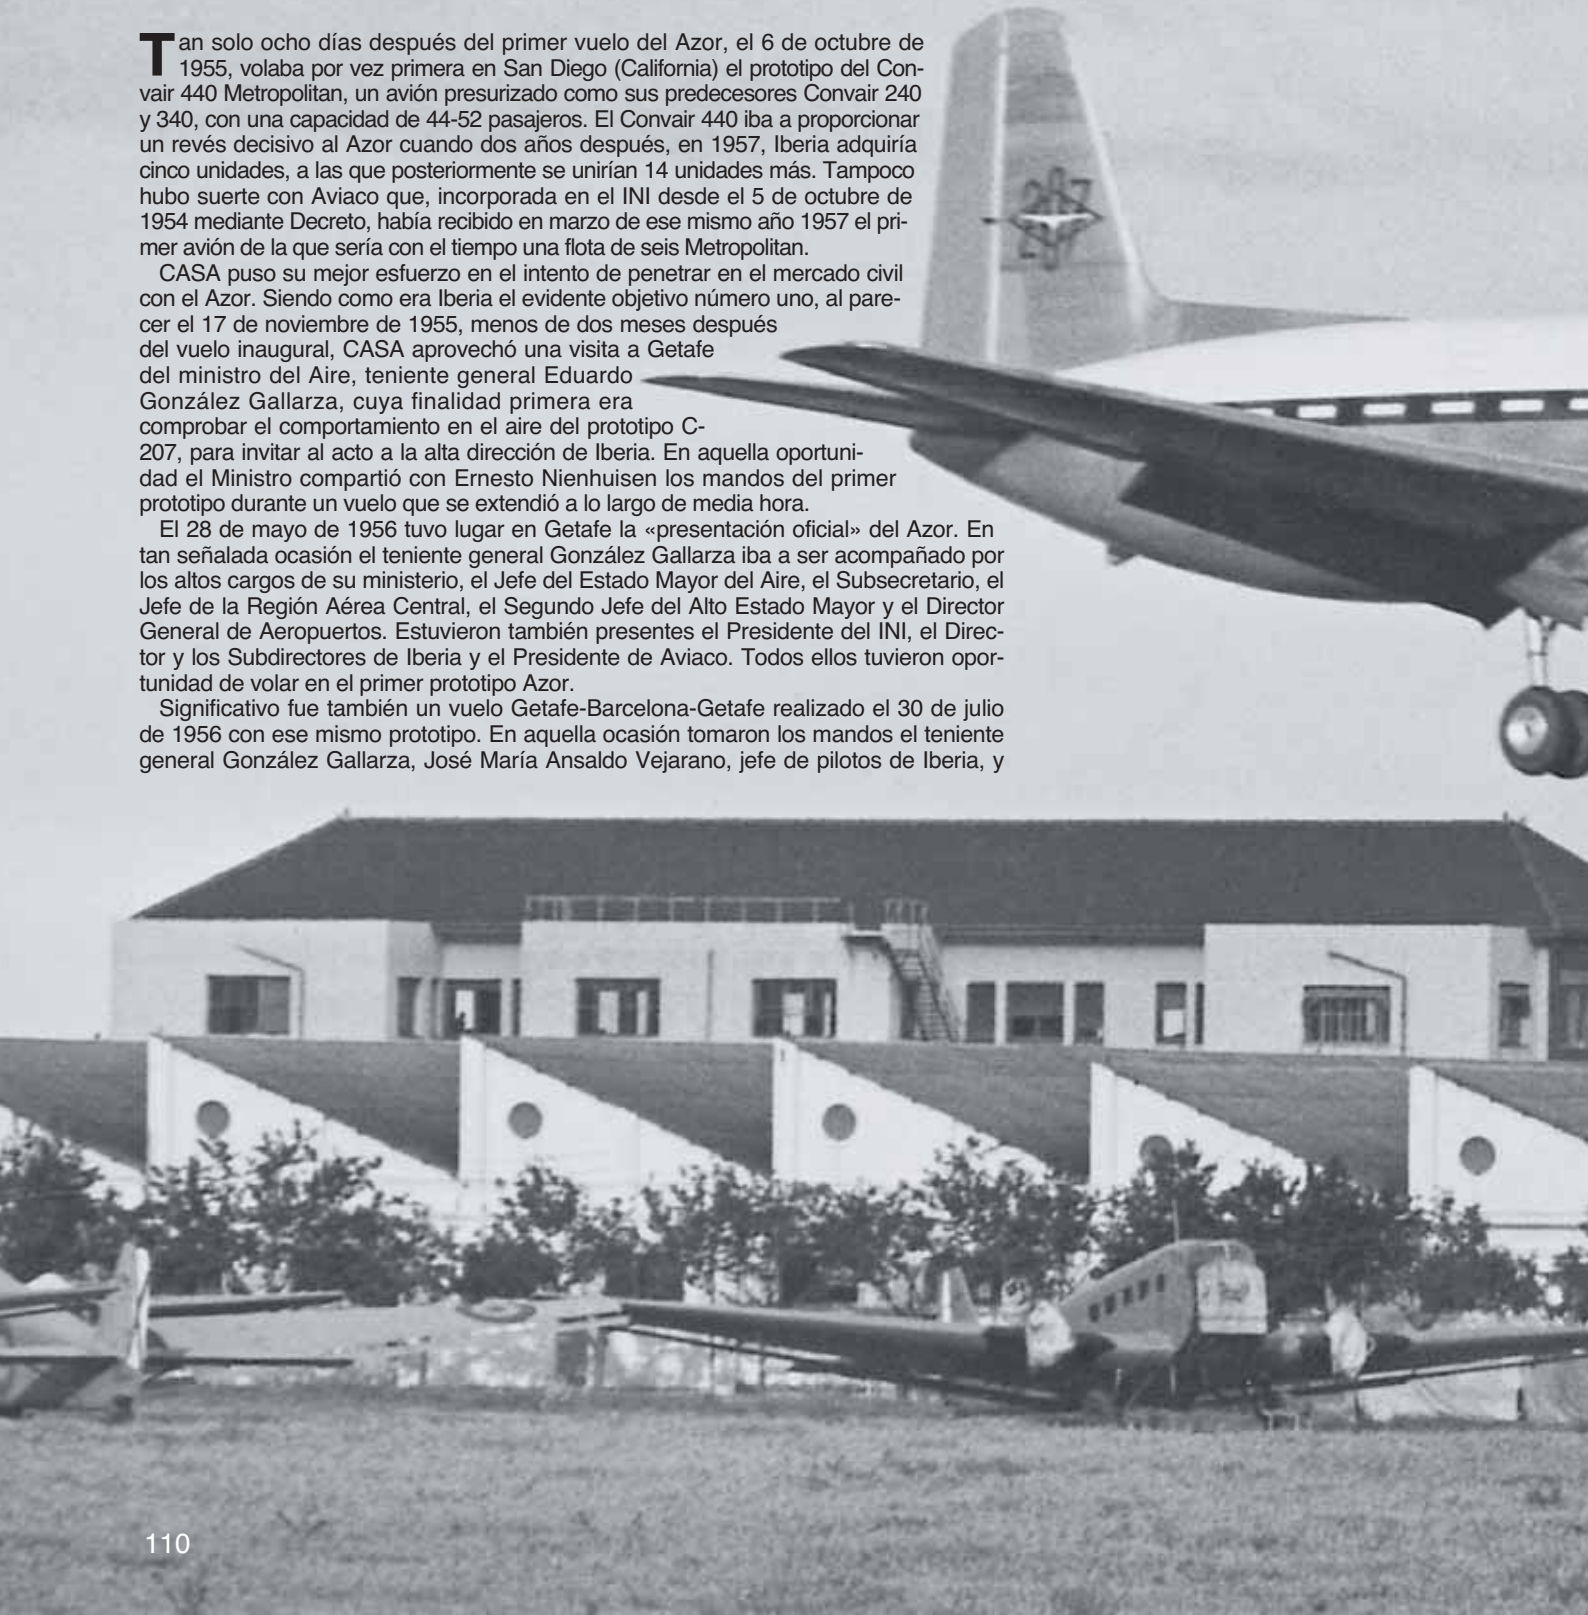 Tan solo ocho días después del primer vuelo del Azor, el 6 de octubre de
1955, volaba por vez primera en San Diego (California) el prototipo del Con-
vair 440 Metropolitan, un avión presurizado como sus predecesores Convair 240
y 340, con una capacidad de 44-52 pasajeros. El Convair 440 iba a proporcionar
un revés decisivo al Azor cuando dos años después, en 1957, Iberia adquiría
cinco unidades, a las que posteriormente se unirían 14 unidades más. Tampoco
hubo suerte con Aviaco que, incorporada en el INI desde el 5 de octubre de
1954 mediante Decreto, había recibido en marzo de ese mismo año 1957 el pri-
mer avión de la que sería con el tiempo una flota de seis Metropolitan.
CASA puso su mejor esfuerzo en el intento de penetrar en el mercado civil
con el Azor. Siendo como era Iberia el evidente objetivo número uno, al pare-
cer el 17 de noviembre de 1955, menos de dos meses después
del vuelo inaugural, CASA aprovechó una visita a Getafe
del ministro del Aire, teniente general Eduardo
González Gallarza, cuya finalidad primera era
comprobar el comportamiento en el aire del prototipo C-
207, para invitar al acto a la alta dirección de Iberia. En aquella oportuni-
dad el Ministro compartió con Ernesto Nienhuisen los mandos del primer
prototipo durante un vuelo que se extendió a lo largo de media hora.
El 28 de mayo de 1956 tuvo lugar en Getafe la «presentación oficial» del Azor. En
tan señalada ocasión el teniente general González Gallarza iba a ser acompañado por
los altos cargos de su ministerio, el Jefe del Estado Mayor del Aire, el Subsecretario, el
Jefe de la Región Aérea Central, el Segundo Jefe del Alto Estado Mayor y el Director
General de Aeropuertos. Estuvieron también presentes el Presidente del INI, el Direc-
tor y los Subdirectores de Iberia y el Presidente de Aviaco. Todos ellos tuvieron opor-
tunidad de volar en el primer prototipo Azor.
Significativo fue también un vuelo Getafe-Barcelona-Getafe realizado el 30 de julio
de 1956 con ese mismo prototipo. En aquella ocasión tomaron los mandos el teniente
general González Gallarza, José María Ansaldo Vejarano, jefe de pilotos de Iberia, y
207
110